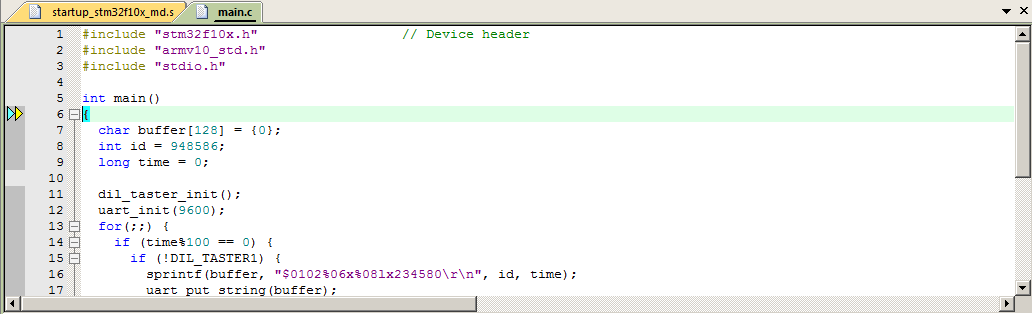 startup_stm32f10x_md.s main.c
1 #include "stm32f10x.h" // Device header
2 #include "armv10_std.h"
3 #include "stdio.h"
4
5 int main()
6 {
7 char buffer[128] = {0};
8 int id = 948586;
9 long time = 0;
10
11 dil_taster_init();
12 uart_init(9600);
13 for(;;) {
14 if (time%100 == 0) {
15 if (!DIL_TASTER1) {
16 sprintf(buffer, "$0102%06x%08lx234580\r\n", id, time);
17 uart_put_string(buffer);